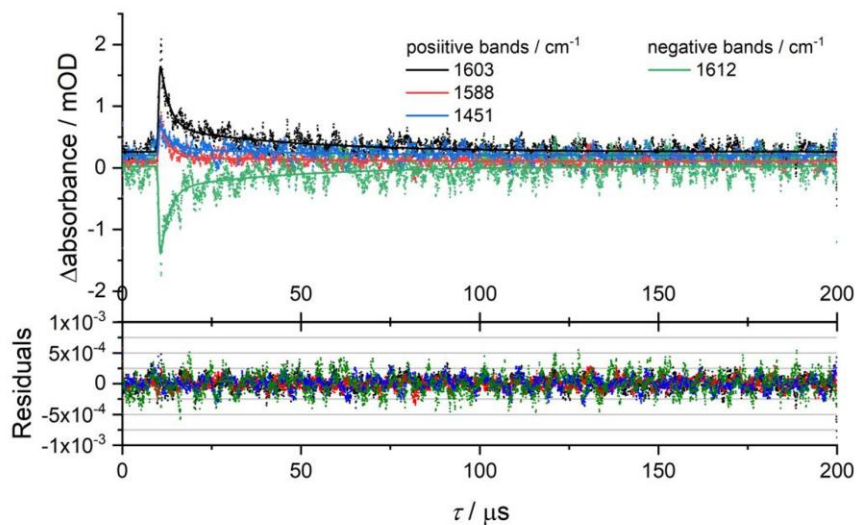 posiitive bands / cm⁻¹ negative bands / cm⁻¹
1603 1612
1588
1451
Δabsorbance / mOD
2
1
0
-1
-2
0 50 100 150 200
Residuals
1x10⁻³
5x10⁻⁴
0
-5x10⁻⁴
-1x10⁻³
0 50 100 150 200
τ / μs